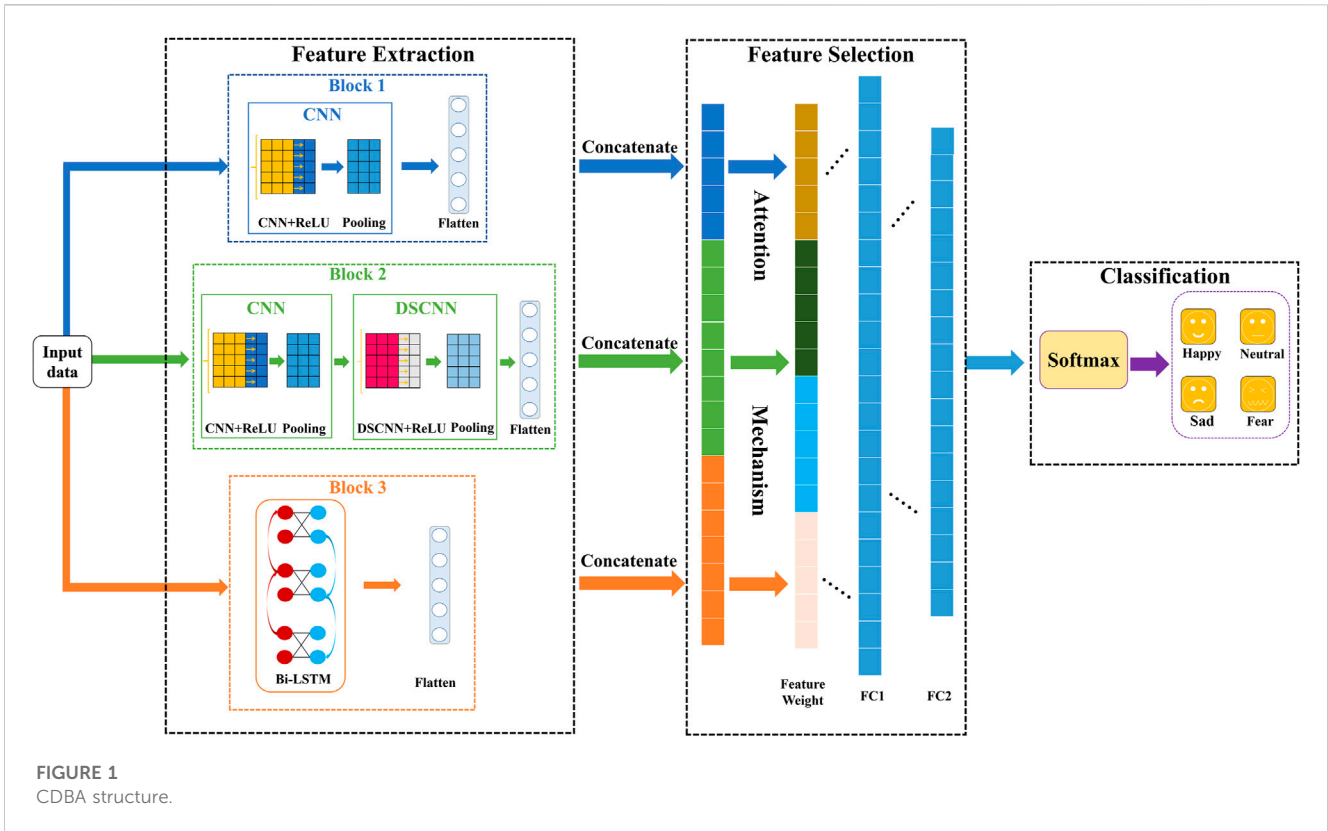 Feature Extraction
Block 1
CNN
CNN+ReLU Pooling
Flatten
Block 2
CNN
DSCNN
CNN+ReLU Pooling
DSCNN+ReLU Pooling
Flatten
Block 3
Bi-LSTM
Flatten
Input
data
Concatenate
Concatenate
Concatenate
Feature Selection
Attention
Mechanism
Feature
Weight
FC1
FC2
Classification
Softmax
Happy Neutral
Sad Fear
FIGURE 1
CDBA structure.